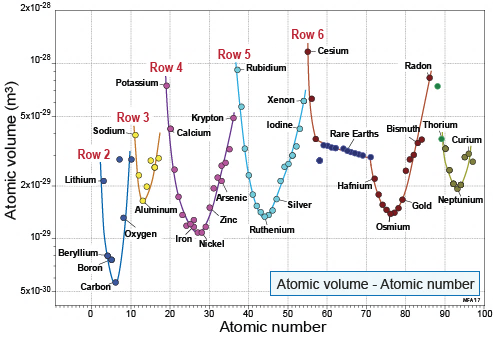 2x10-28
10-28
5x10-29
2x10-29
10-29
5x10-30
Atomic volume (m³)
Row 2
Row 3
Row 4
Row 5
Row 6
Cesium
Rubidium
Radon
Potassium
Xenon
Krypton
Iodine
Rare Earths
Bismuth
Thorium
Sodium
Calcium
Curium
Lithium
Hafnium
Arsenic
Neptunium
Aluminum
Silver
Gold
Zinc
Oxygen
Iron
Nickel
Ruthenium
Osmium
Beryllium
Boron
Carbon
Atomic volume - Atomic number
MFA 17
0 10 20 30 40 50 60 70 80 90 100
Atomic number